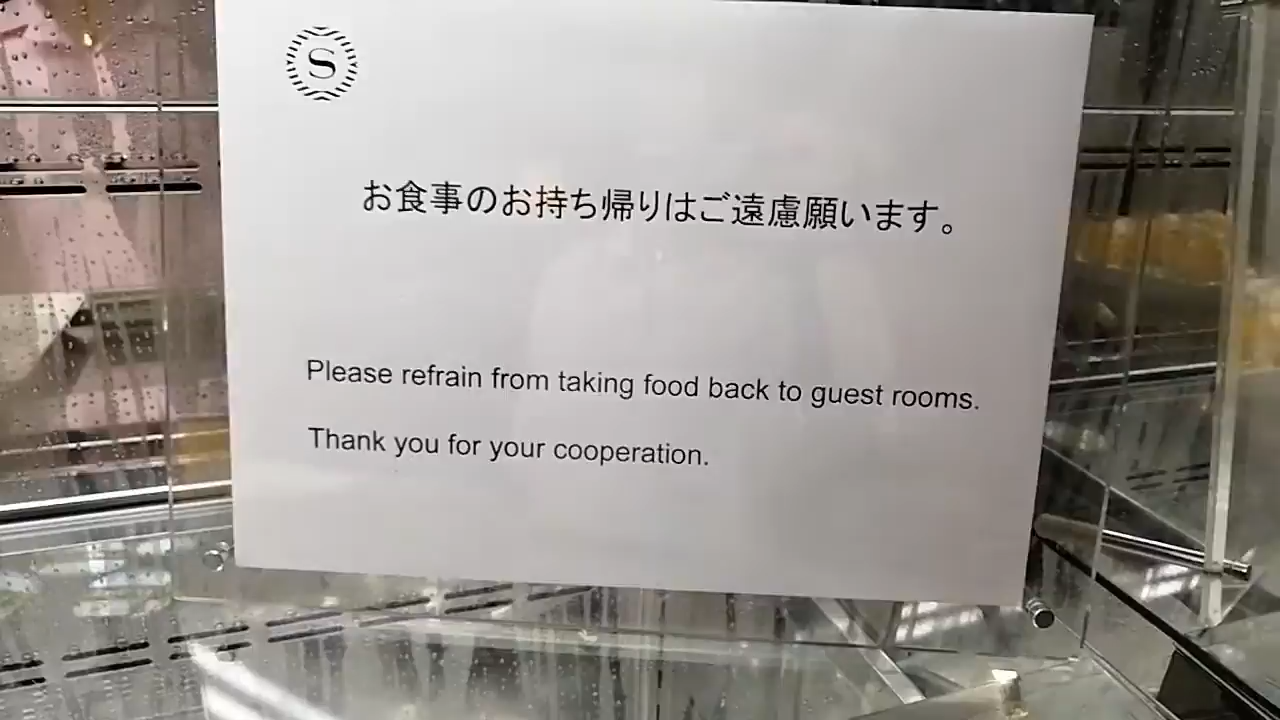 S
お食事のお持ち帰りはご遠慮願います。
Please refrain from taking food back to guest rooms.
Thank you for your cooperation.